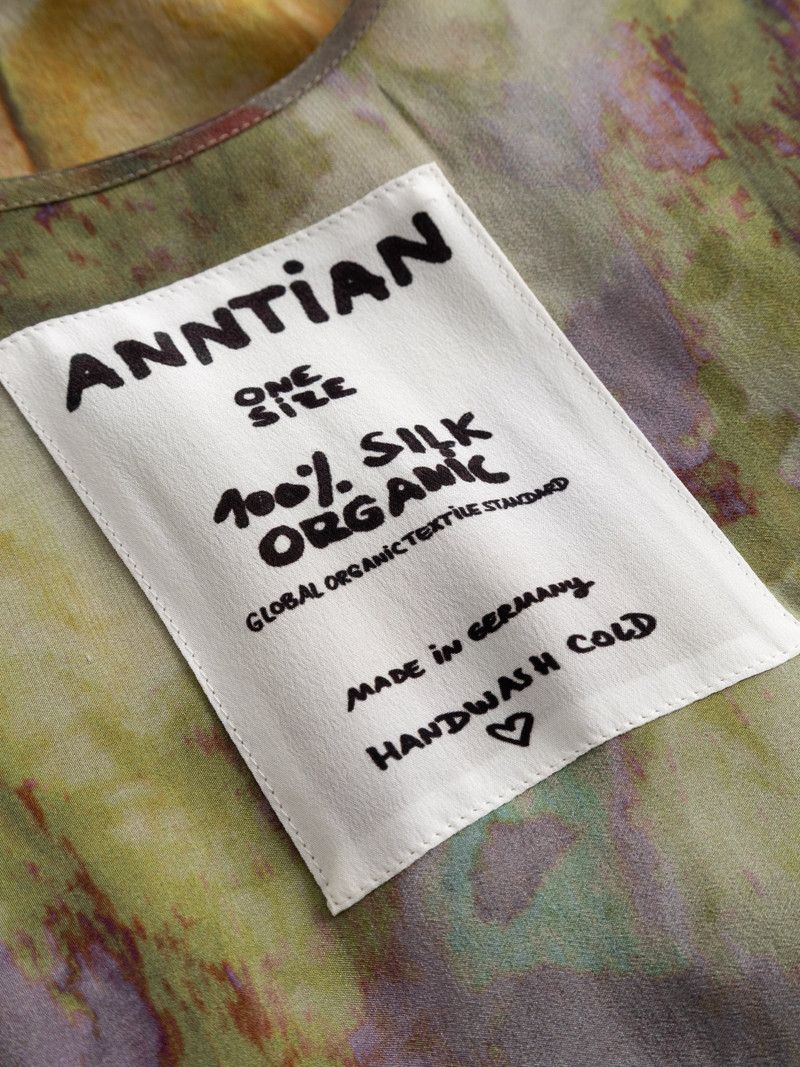 ANNTiAN
ONE
SiZE
100% SILK
ORGANiC
GLOBAL ORGANiC TEXTiLE STANDARD
MADE iN GERMANY
HANDWASH COLD
♡